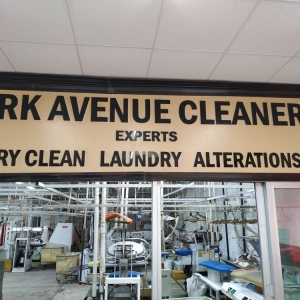 RK AVENUE CLEANER
EXPERTS
RY CLEAN LAUNDRY ALTERATIONS